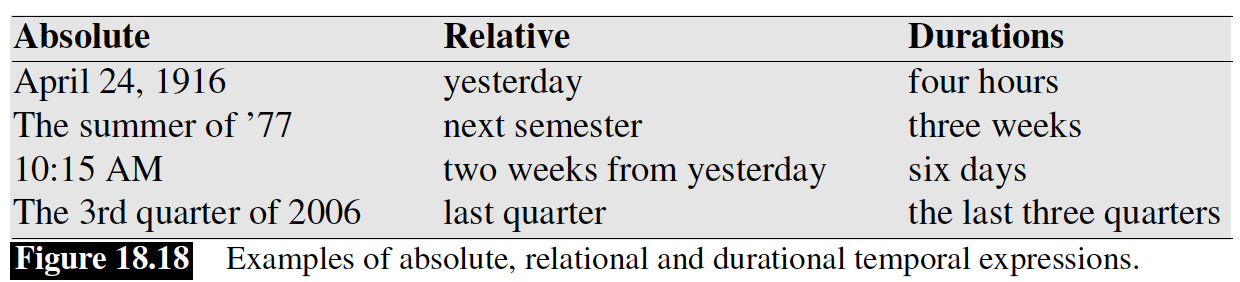 Absolute Relative Durations
April 24, 1916 yesterday four hours
The summer of ’77 next semester three weeks
10:15 AM two weeks from yesterday six days
The 3rd quarter of 2006 last quarter the last three quarters
Figure 18.18 Examples of absolute, relational and durational temporal expressions.